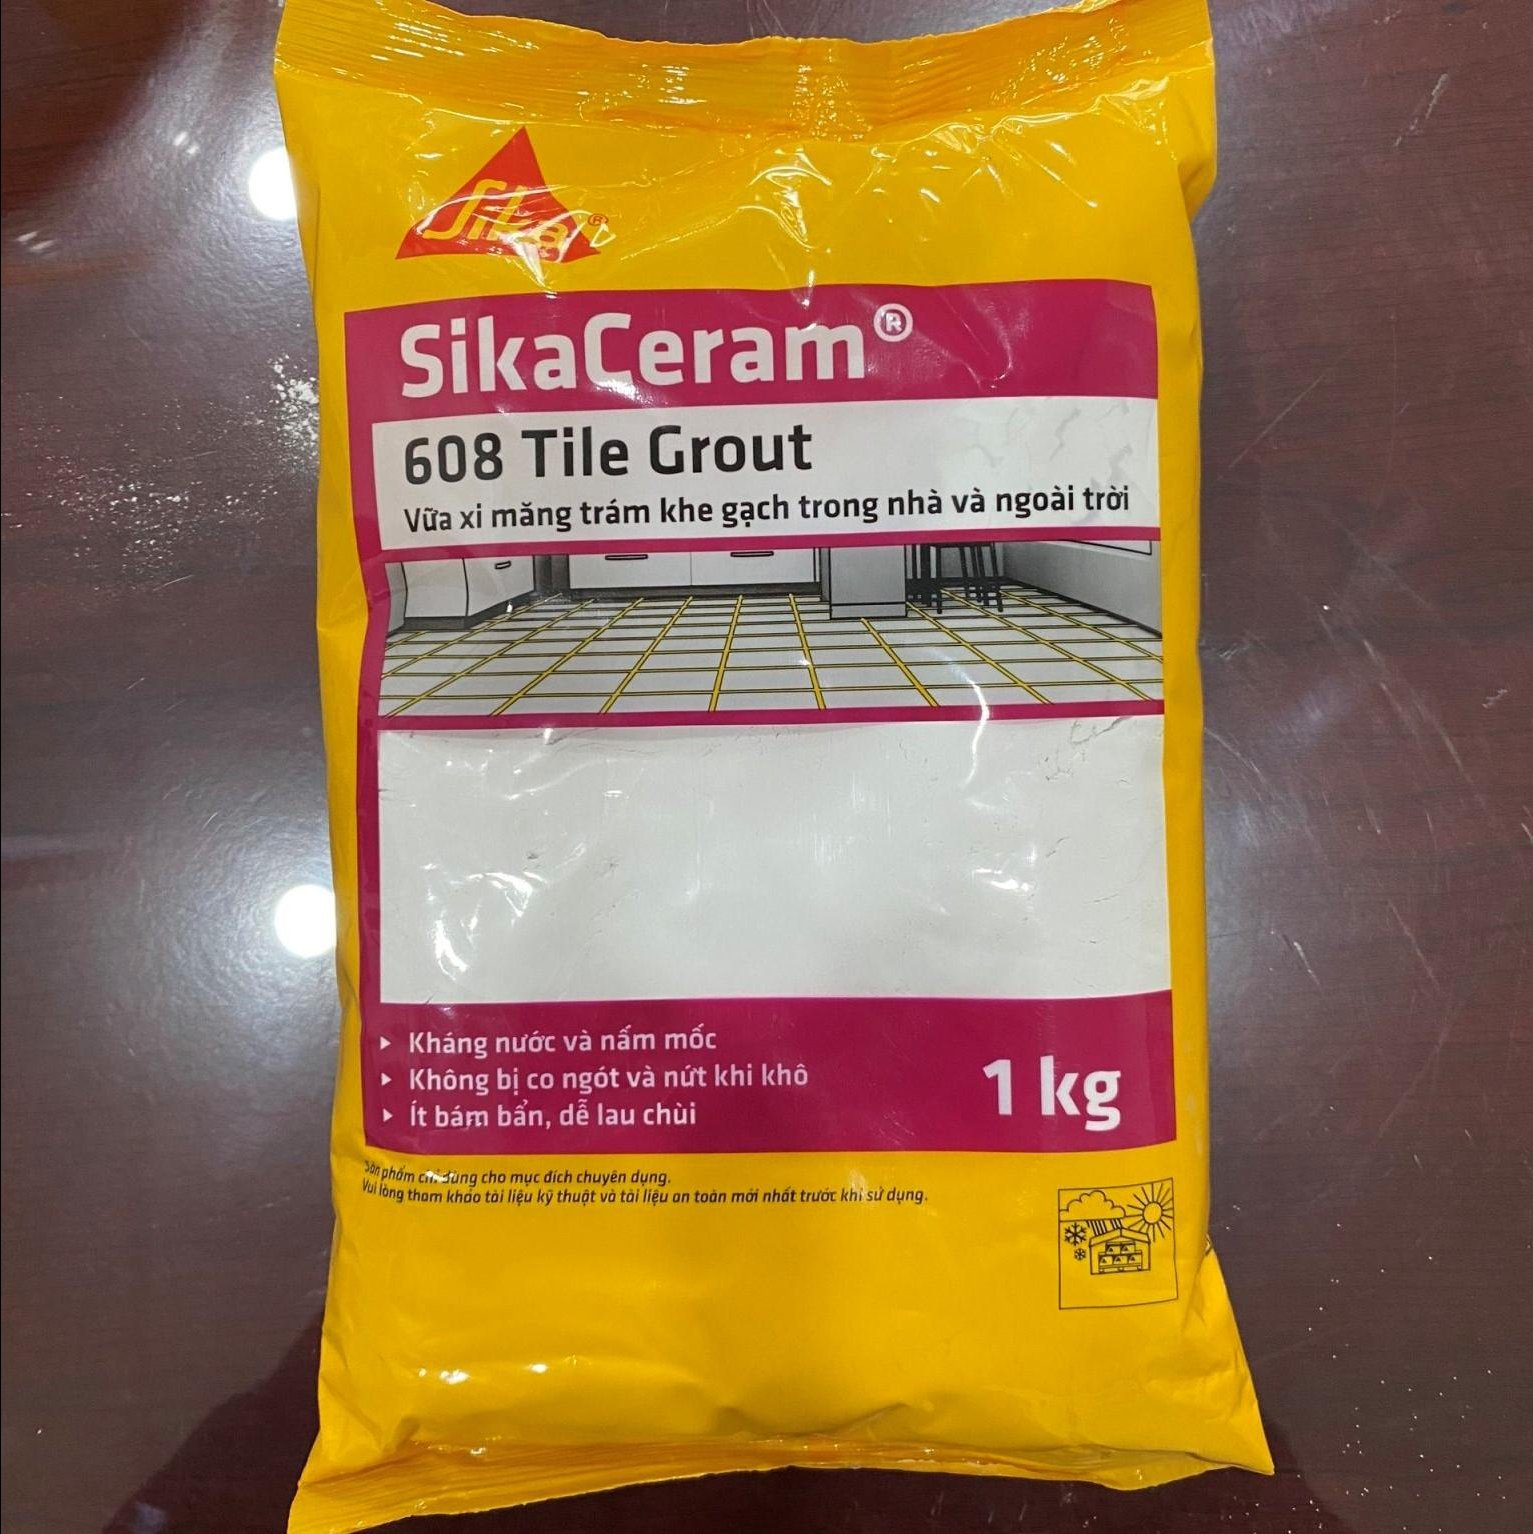 Sika®
SikaCeram®
608 Tile Grout
Vữa xi măng trám khe gạch trong nhà và ngoài trời
Kháng nước và nấm mốc
Không bị co ngót và nứt khi khô
Ít bám bẩn, dễ lau chùi
1 kg
*Sản phẩm chỉ dùng cho mục đích chuyên dụng.
Vui lòng tham khảo tài liệu kỹ thuật và tài liệu an toàn mới nhất trước khi sử dụng.